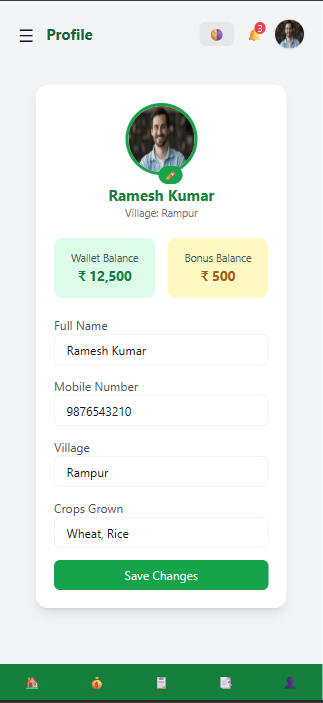 Profile
3
Ramesh Kumar
Village: Rampur
Wallet Balance
₹ 12,500
Bonus Balance
₹ 500
Full Name
Ramesh Kumar
Mobile Number
9876543210
Village
Rampur
Crops Grown
Wheat, Rice
Save Changes